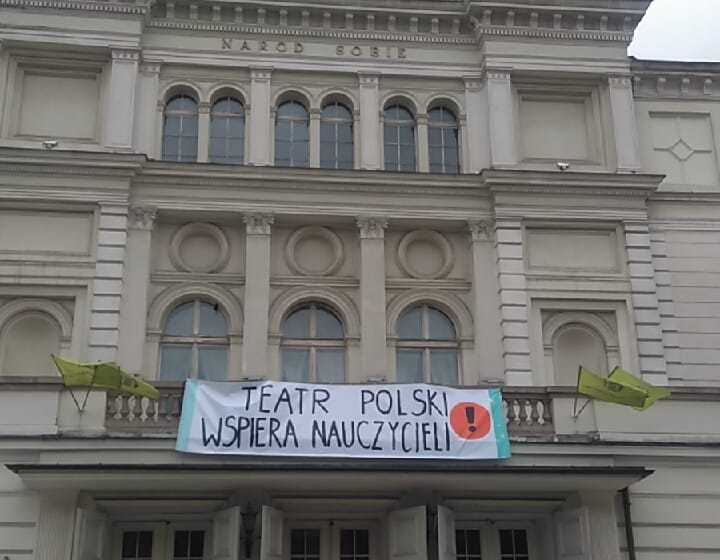 NARÓD SOBIE
TEATR POLSKI
WSPIERA NAUCZYCIELI !